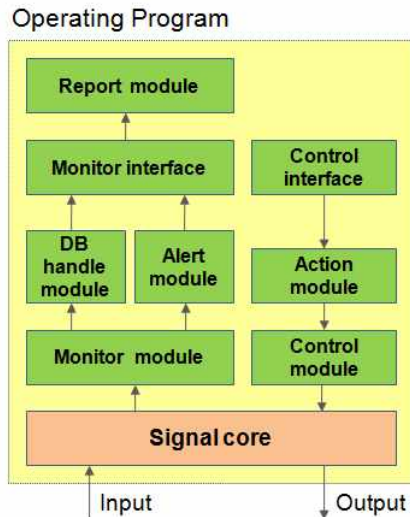 Operating Program
Report module
Monitor interface
Control
interface
DB
handle
module
Alert
module
Action
module
Monitor module
Control
module
Signal core
Input
Output